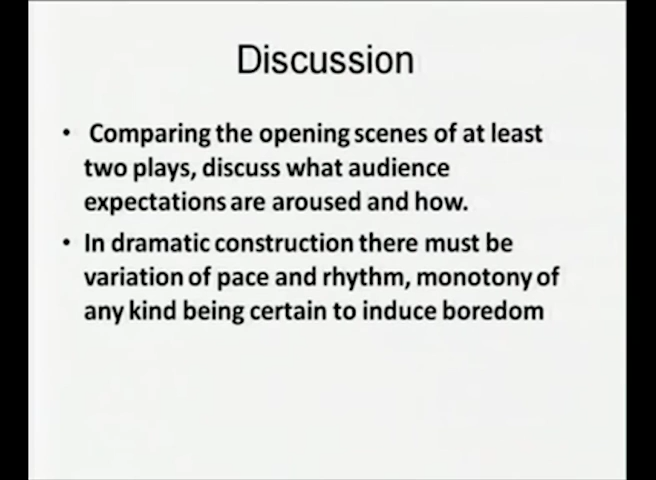 Discussion
• Comparing the opening scenes of at least
two plays, discuss what audience
expectations are aroused and how.
• In dramatic construction there must be
variation of pace and rhythm, monotony of
any kind being certain to induce boredom